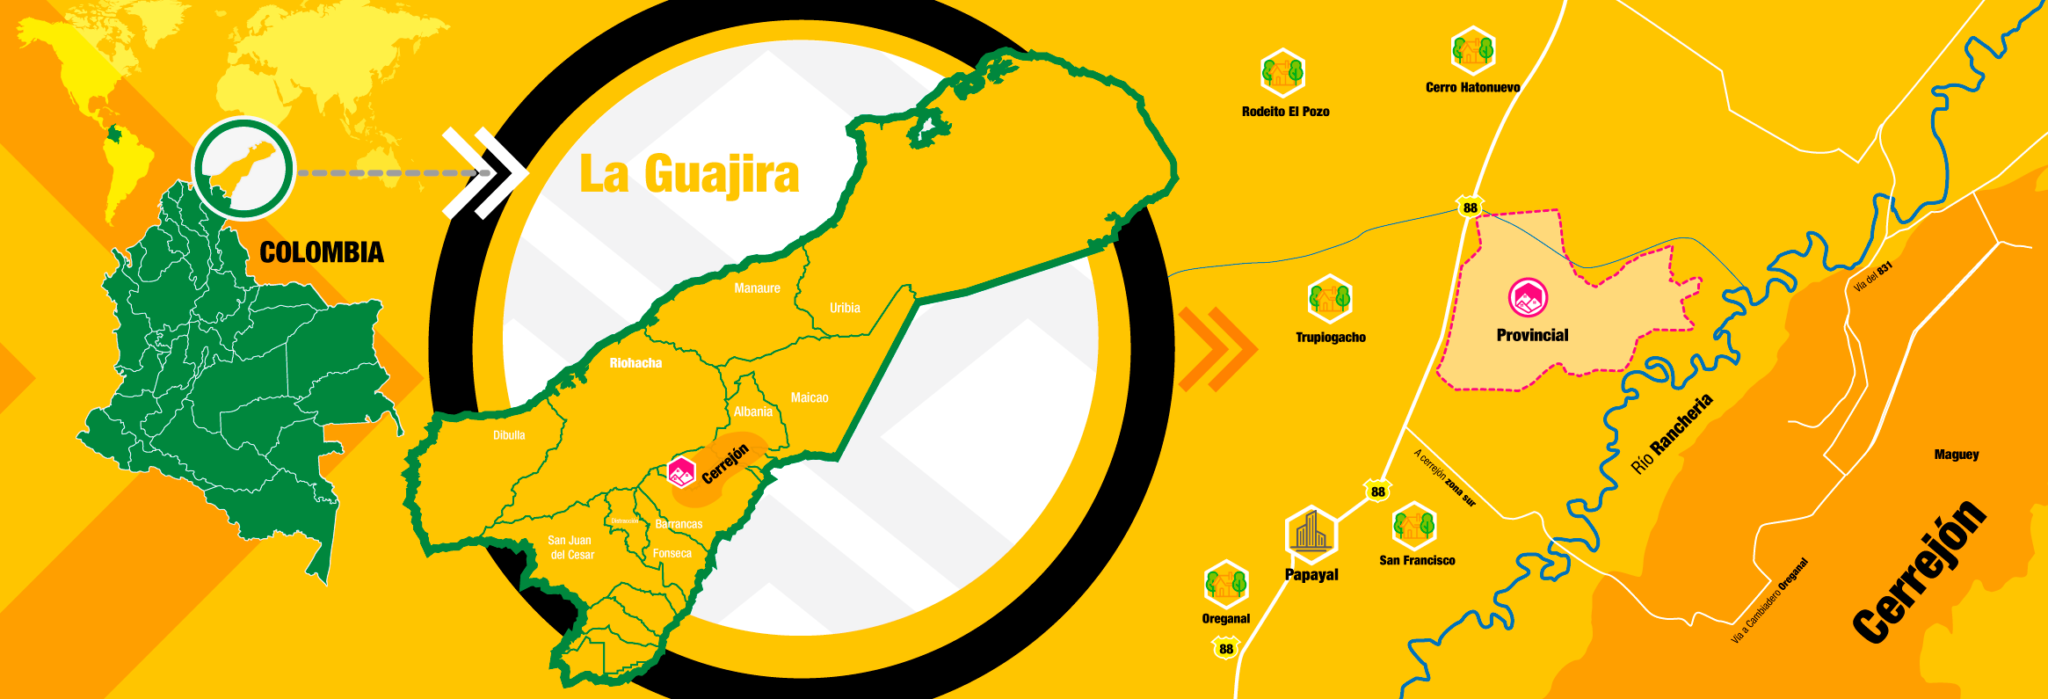 COLOMBIA
La Guajira
Manaure
Uribia
Riohacha
Maicao
Albania
Dibulla
Cerrejón
Barrancas
San Juan
del Cesar
Fonseca
Rodeito El Pozo
Cerro Hatonuevo
88
Trupiogacho
Provincial
Vía del 831
Río Ranchería
A cerrejón zona sur
88
Papayal
San Francisco
Oreganal
88
Maguey
Cerrejón
Vía a Cambiadero Oreganal